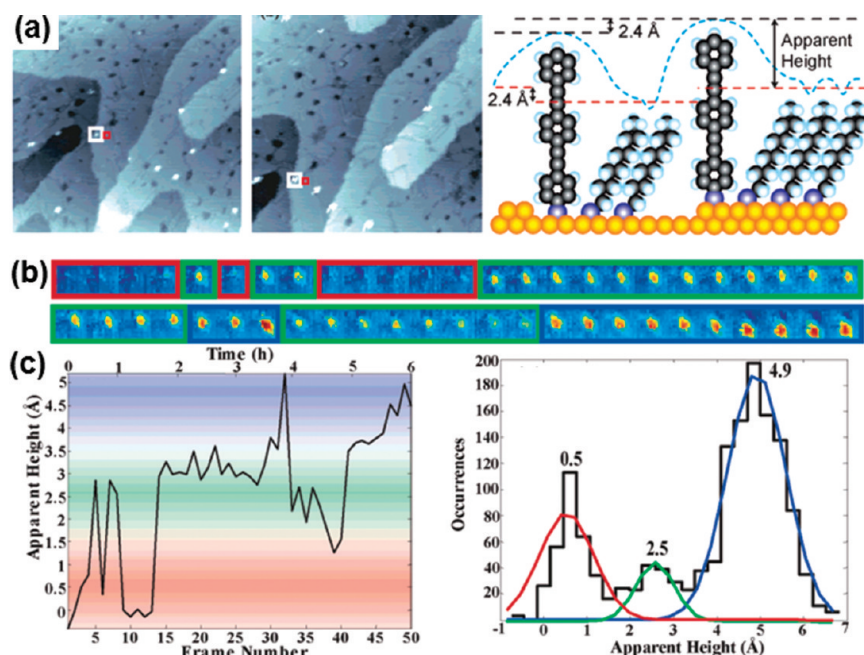 (a)
2.4 Å
Apparent
Height
2.4 Å
(b)
(c)
Time (h)
0 1 2 3 4 5 6
5
4.5
4
3.5
3
2.5
2
1.5
1
0.5
0
Apparent Height (Å)
5 10 15 20 25 30 35 40 45 50
Frame Number
200
180
160
140
120
100
80
60
40
20
Occurrences
0.5
2.5
4.9
-1 0 1 2 3 4 5 6 7
Apparent Height (Å)